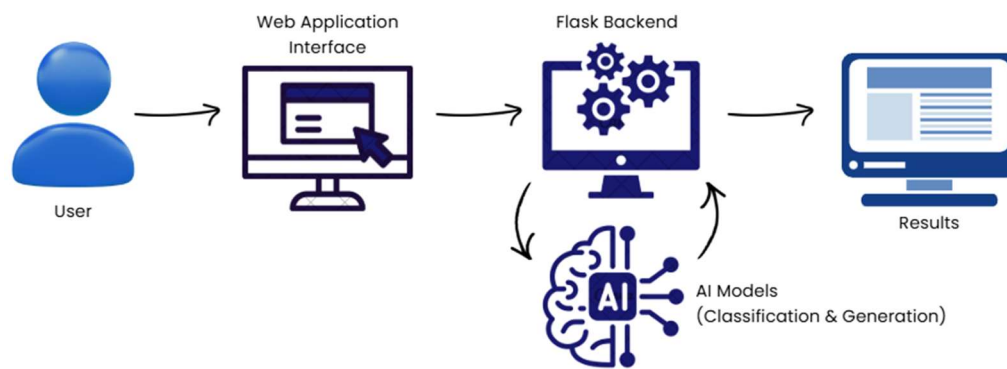 Web Application
Interface
Flask Backend
User
Results
AI
AI Models
(Classification & Generation)